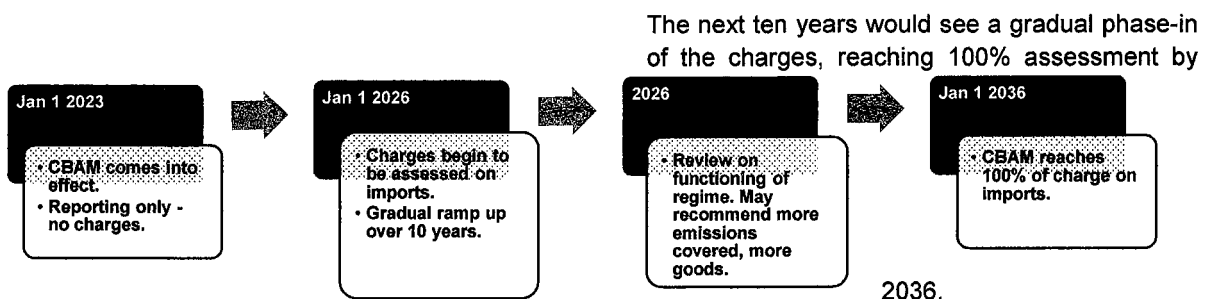 The next ten years would see a gradual phase-in
of the charges, reaching 100% assessment by
Jan 1 2023
• CBAM comes into
effect.
• Reporting only -
no charges.
Jan 1 2026
• Charges begin to
be assessed on
imports.
• Gradual ramp up
over 10 years.
2026
• Review on
functioning of
regime. May
recommend more
emissions
covered, more
goods.
Jan 1 2036
• CBAM reaches
100% of charge on
imports.
2036.